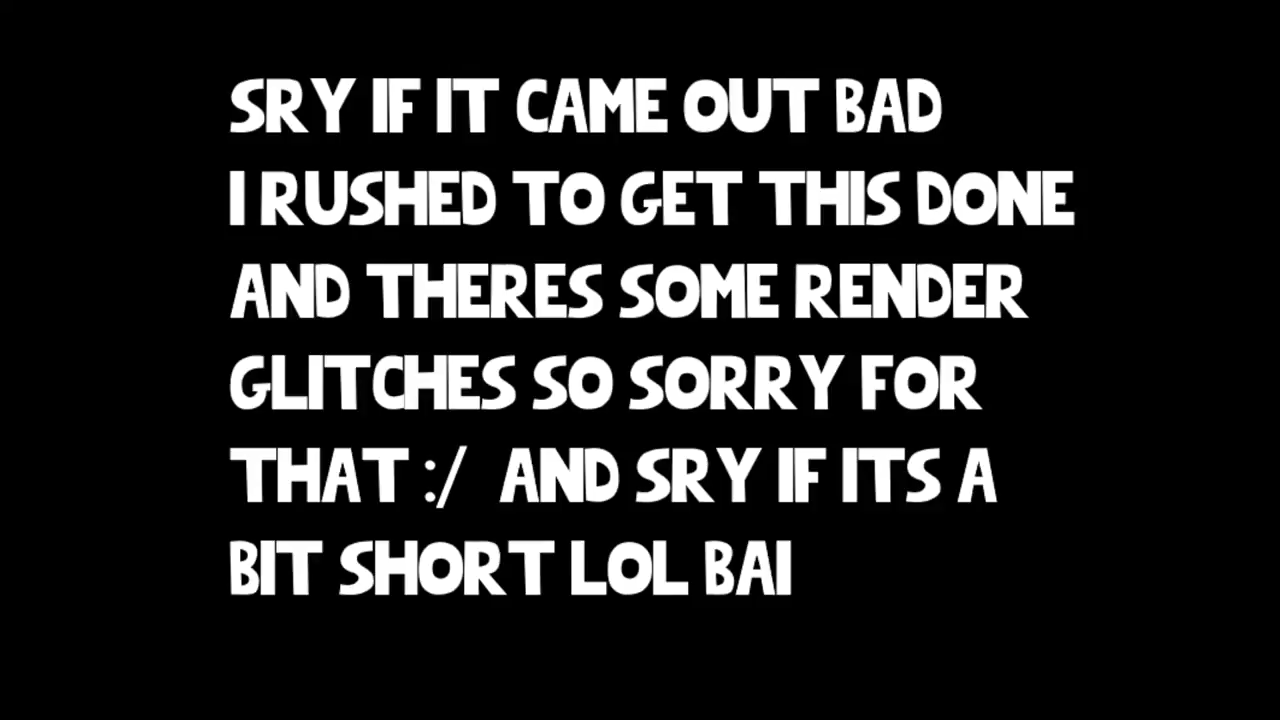 SRY IF IT CAME OUT BAD
I RUSHED TO GET THIS DONE
AND THERES SOME RENDER
GLITCHES SO SORRY FOR
THAT :/ AND SRY IF ITS A
BIT SHORT LOL BAI